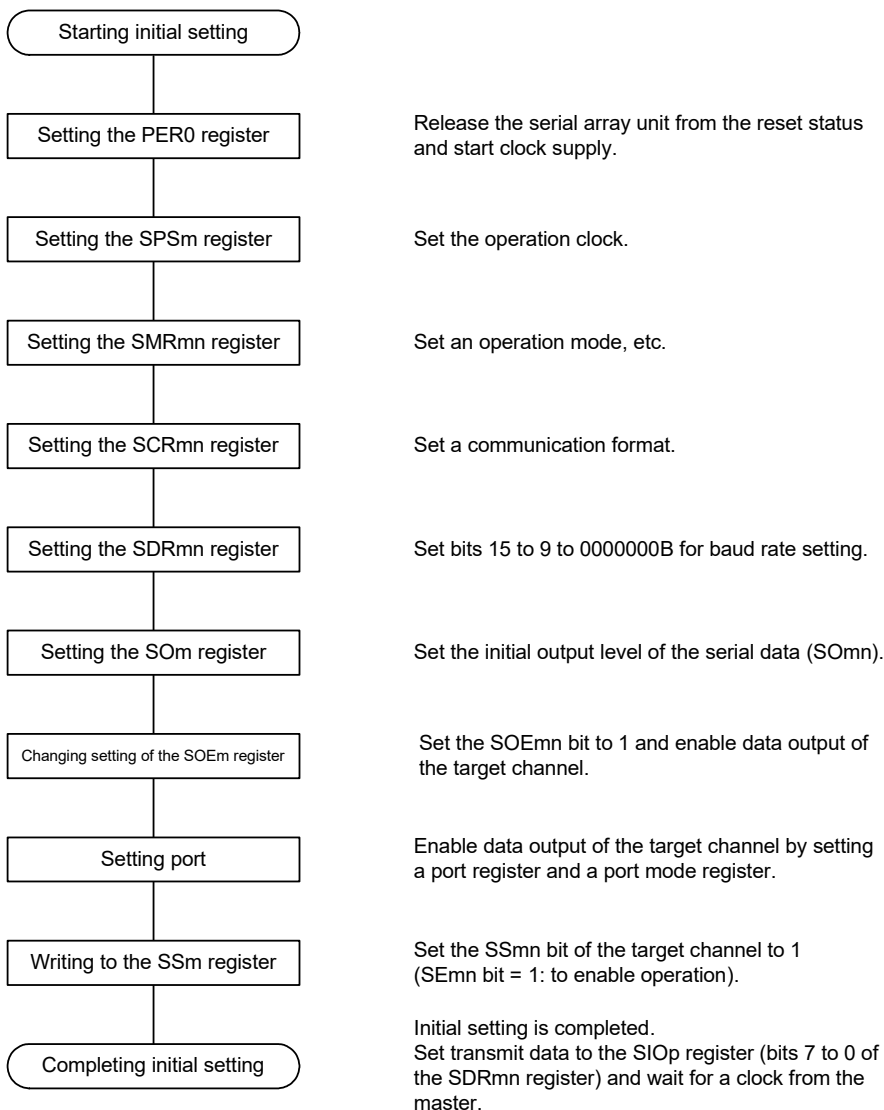 Starting initial setting
Setting the PER0 register
Release the serial array unit from the reset status
and start clock supply.
Setting the SPSm register
Set the operation clock.
Setting the SMRmn register
Set an operation mode, etc.
Setting the SCRmn register
Set a communication format.
Setting the SDRmn register
Set bits 15 to 9 to 0000000B for baud rate setting.
Setting the SOm register
Set the initial output level of the serial data (SOmn).
Changing setting of the SOEm register
Set the SOEmn bit to 1 and enable data output of
the target channel.
Setting port
Enable data output of the target channel by setting
a port register and a port mode register.
Writing to the SSm register
Set the SSmn bit of the target channel to 1
(SEmn bit = 1: to enable operation).
Completing initial setting
Initial setting is completed.
Set transmit data to the SIOp register (bits 7 to 0 of
the SDRmn register) and wait for a clock from the
master.